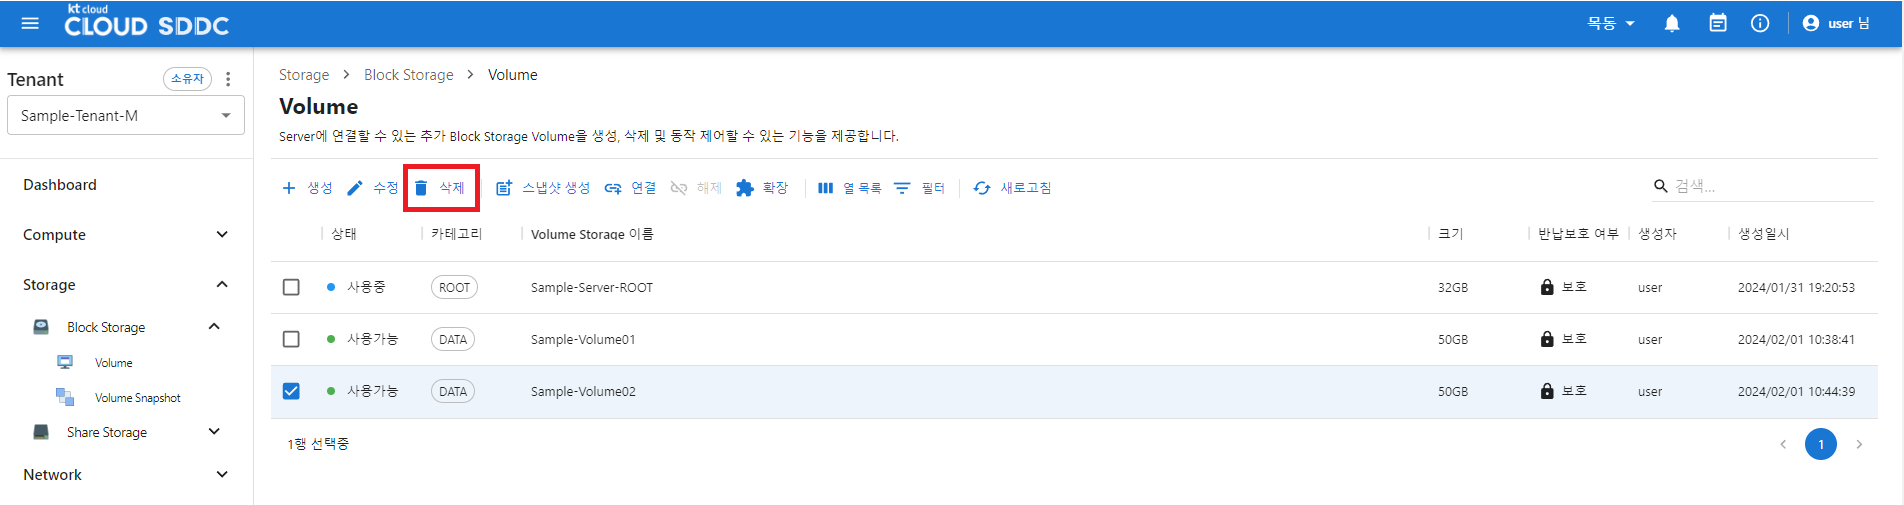 kt cloud
CLOUD SDDC
목동
user 님
Tenant
소유자
Sample-Tenant-M
Dashboard
Compute
Storage
Block Storage
Volume
Volume Snapshot
Share Storage
Network
Storage > Block Storage > Volume
Volume
Server에 연결할 수 있는 추가 Block Storage Volume을 생성, 삭제 및 동작 제어할 수 있는 기능을 제공합니다.
생성 수정 삭제 스냅샷 생성 연결 해제 확장 열 목록 필터 새로고침 검색...
상태 카테고리 Volume Storage 이름 크기 반납보호 여부 생성자 생성일시
사용중 ROOT Sample-Server-ROOT 32GB 보호 user 2024/01/31 19:20:53
사용가능 DATA Sample-Volume01 50GB 보호 user 2024/02/01 10:38:41
사용가능 DATA Sample-Volume02 50GB 보호 user 2024/02/01 10:44:39
1행 선택중
1